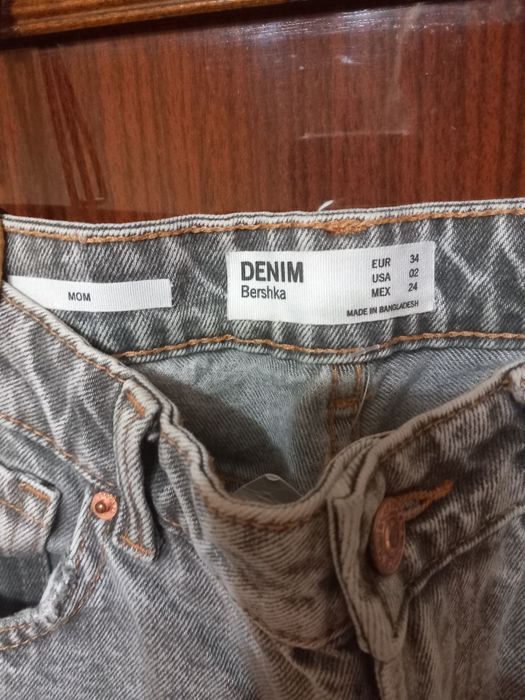 MOM
DENIM
Bershka
EUR 34
USA 02
MEX 24
MADE IN BANGLADESH